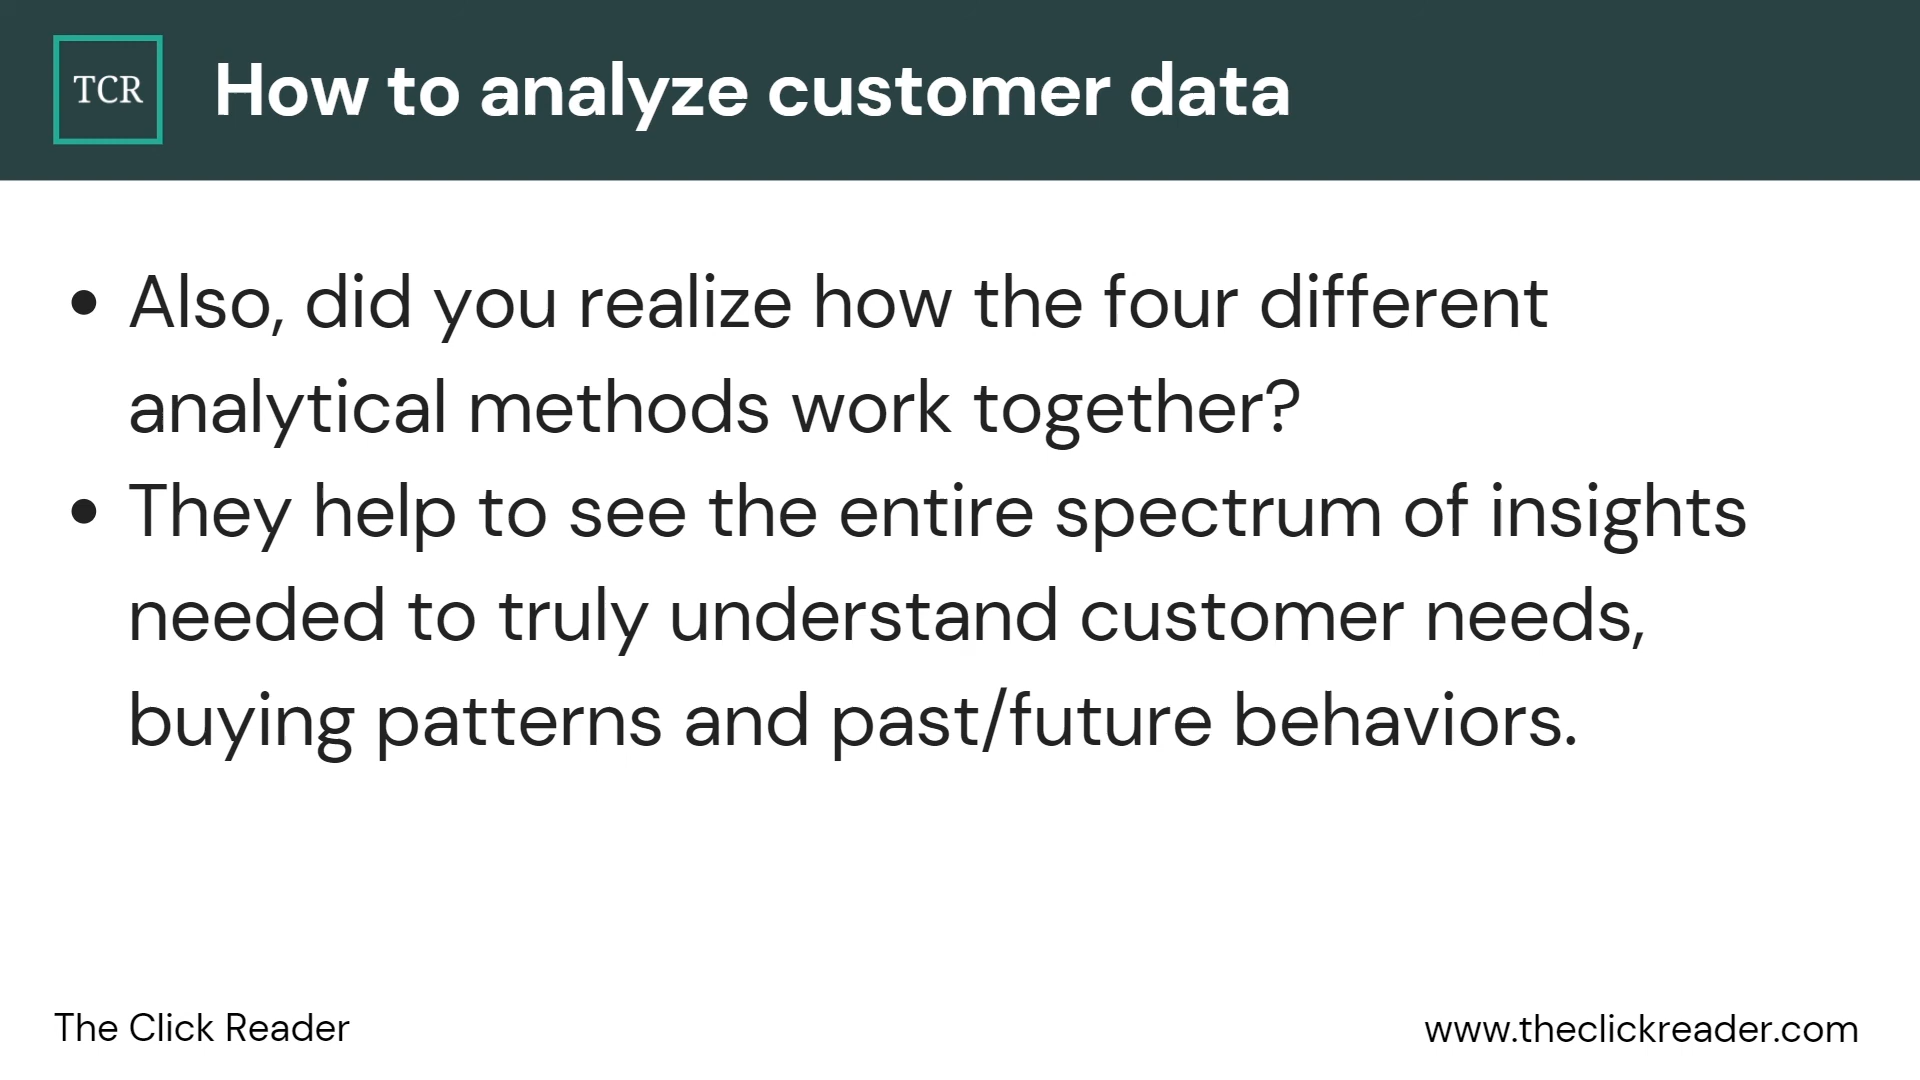 TCR
How to analyze customer data
• Also, did you realize how the four different
analytical methods work together?
• They help to see the entire spectrum of insights
needed to truly understand customer needs,
buying patterns and past/future behaviors.
The Click Reader
www.theclickreader.com